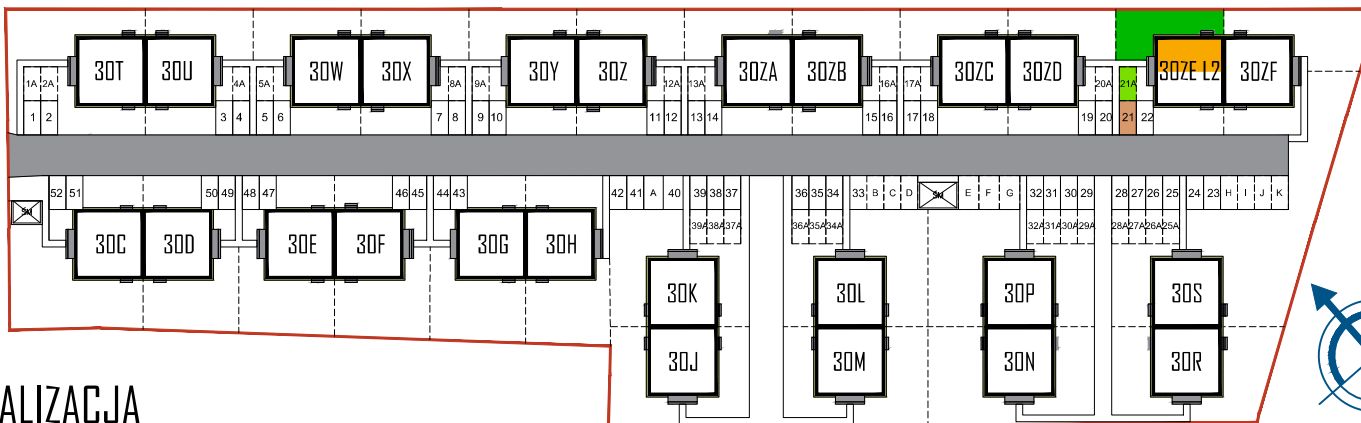 30T 30U 30W 30X 30Y 30Z 30ZA 30ZB 30ZC 30ZD 30ZE L2 30ZF
1A 2A 4A 5A 8A 9A 12A 13A 16A 17A 20A 21A
1 2 3 4 5 6 7 8 9 10 11 12 13 14 15 16 17 18 19 20 21 22
52 51 50 49 48 47 46 45 44 43 42 41 A 40 39 38 37 36 35 34 33 B C D E F G 32 31 30 29 28 27 26 25 24 23 H I J K
SM SM
39A 38A 37A 36A 35A 34A 32A 31A 30A 29A 28A 27A 26A 25A
30C 30D 30E 30F 30G 30H
30K 30L 30P 30S
30J 30M 30N 30R
ALIZACJA